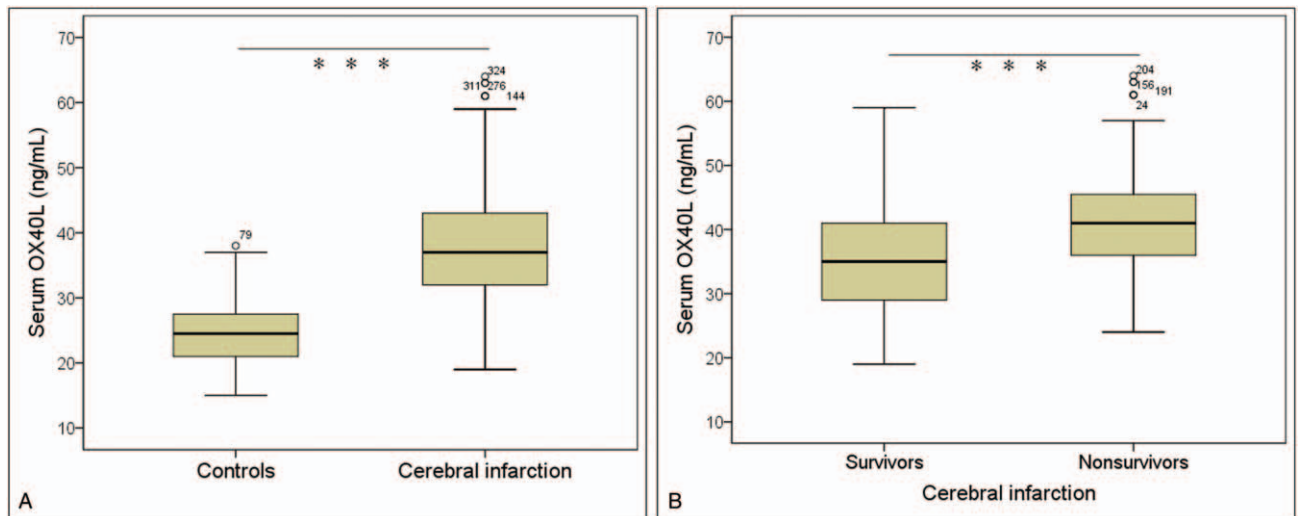 70
60
50
40
30
20
10
Serum OX40L (ng/mL)
* * *
324
311 276
144
79
Controls Cerebral infarction
A
70
60
50
40
30
20
10
Serum OX40L (ng/mL)
* * *
204
156 191
24
Survivors Nonsurvivors
Cerebral infarction
B